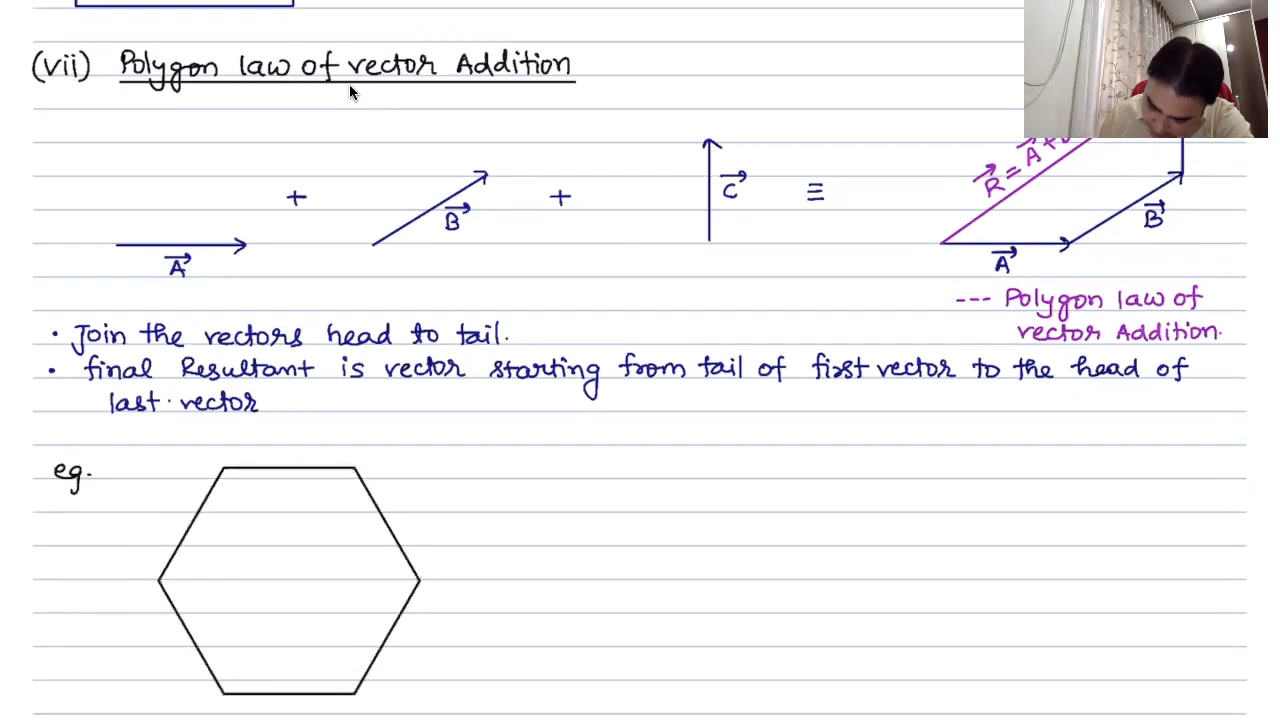 (vii) Polygon law of vector Addition
A + B + C ≡
R = A +
B
A
--- Polygon law of
vector Addition.
• Join the vectors head to tail.
• final Resultant is vector starting from tail of first vector to the head of
last vector
eg.